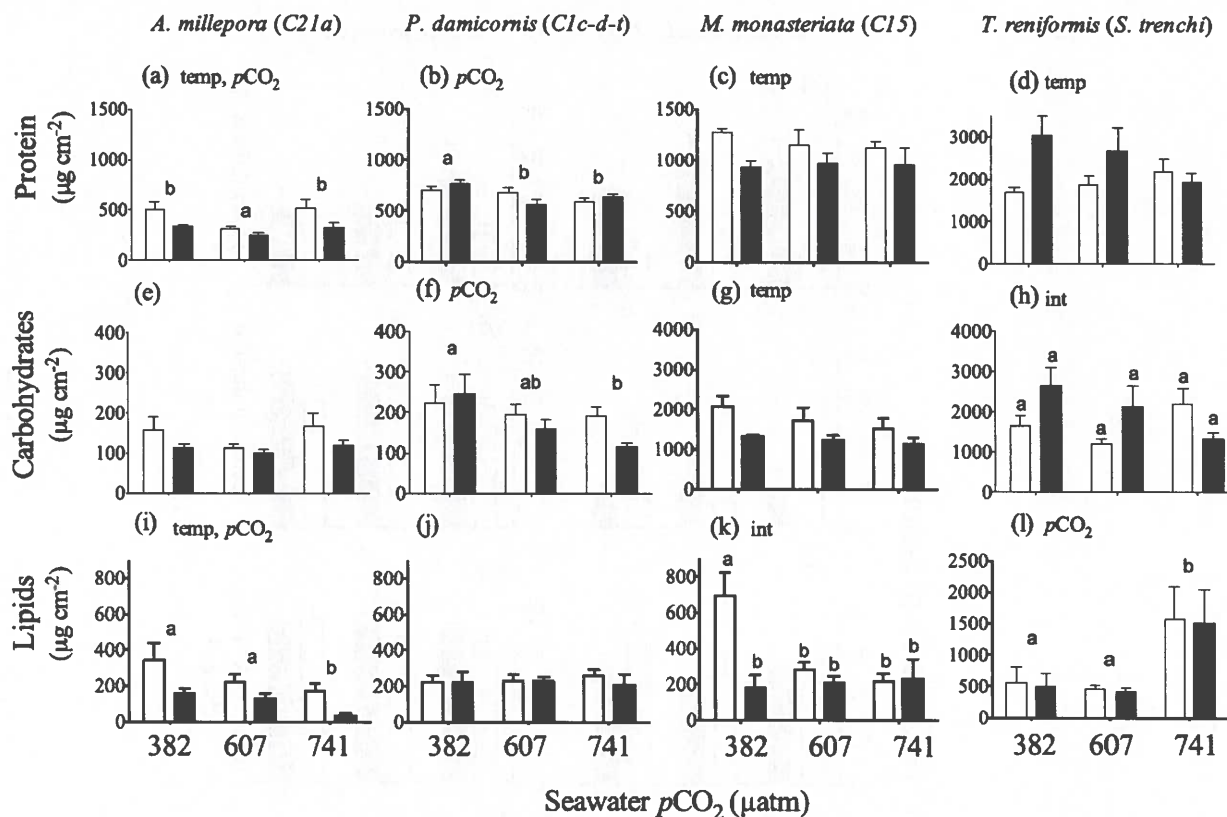 A. millepora (C21a) P. damicornis (C1c-d-t) M. monasteriata (C15) T. reniformis (S. trenchi)
(a) temp, pCO₂ (b) pCO₂ (c) temp (d) temp
Protein
(µg cm⁻²)
1500 1000 500 0
b a b
1500 1000 500 0
a b b
1500 1000 500 0
3000 2000 1000 0
(e) (f) pCO₂ (g) temp (h) int
Carbohydrates
(µg cm⁻²)
400 300 200 100 0
400 300 200 100 0
a ab b
4000 3000 2000 1000 0
4000 3000 2000 1000 0
a a a a a a
(i) temp, pCO₂ (j) (k) int (l) pCO₂
Lipids
(µg cm⁻²)
800 600 400 200 0
a a b
800 600 400 200 0
800 600 400 200 0
a b b b b b
2500 2000 1500 1000 500 0
a a b
382 607 741 382 607 741 382 607 741 382 607 741
Seawater pCO₂ (µatm)